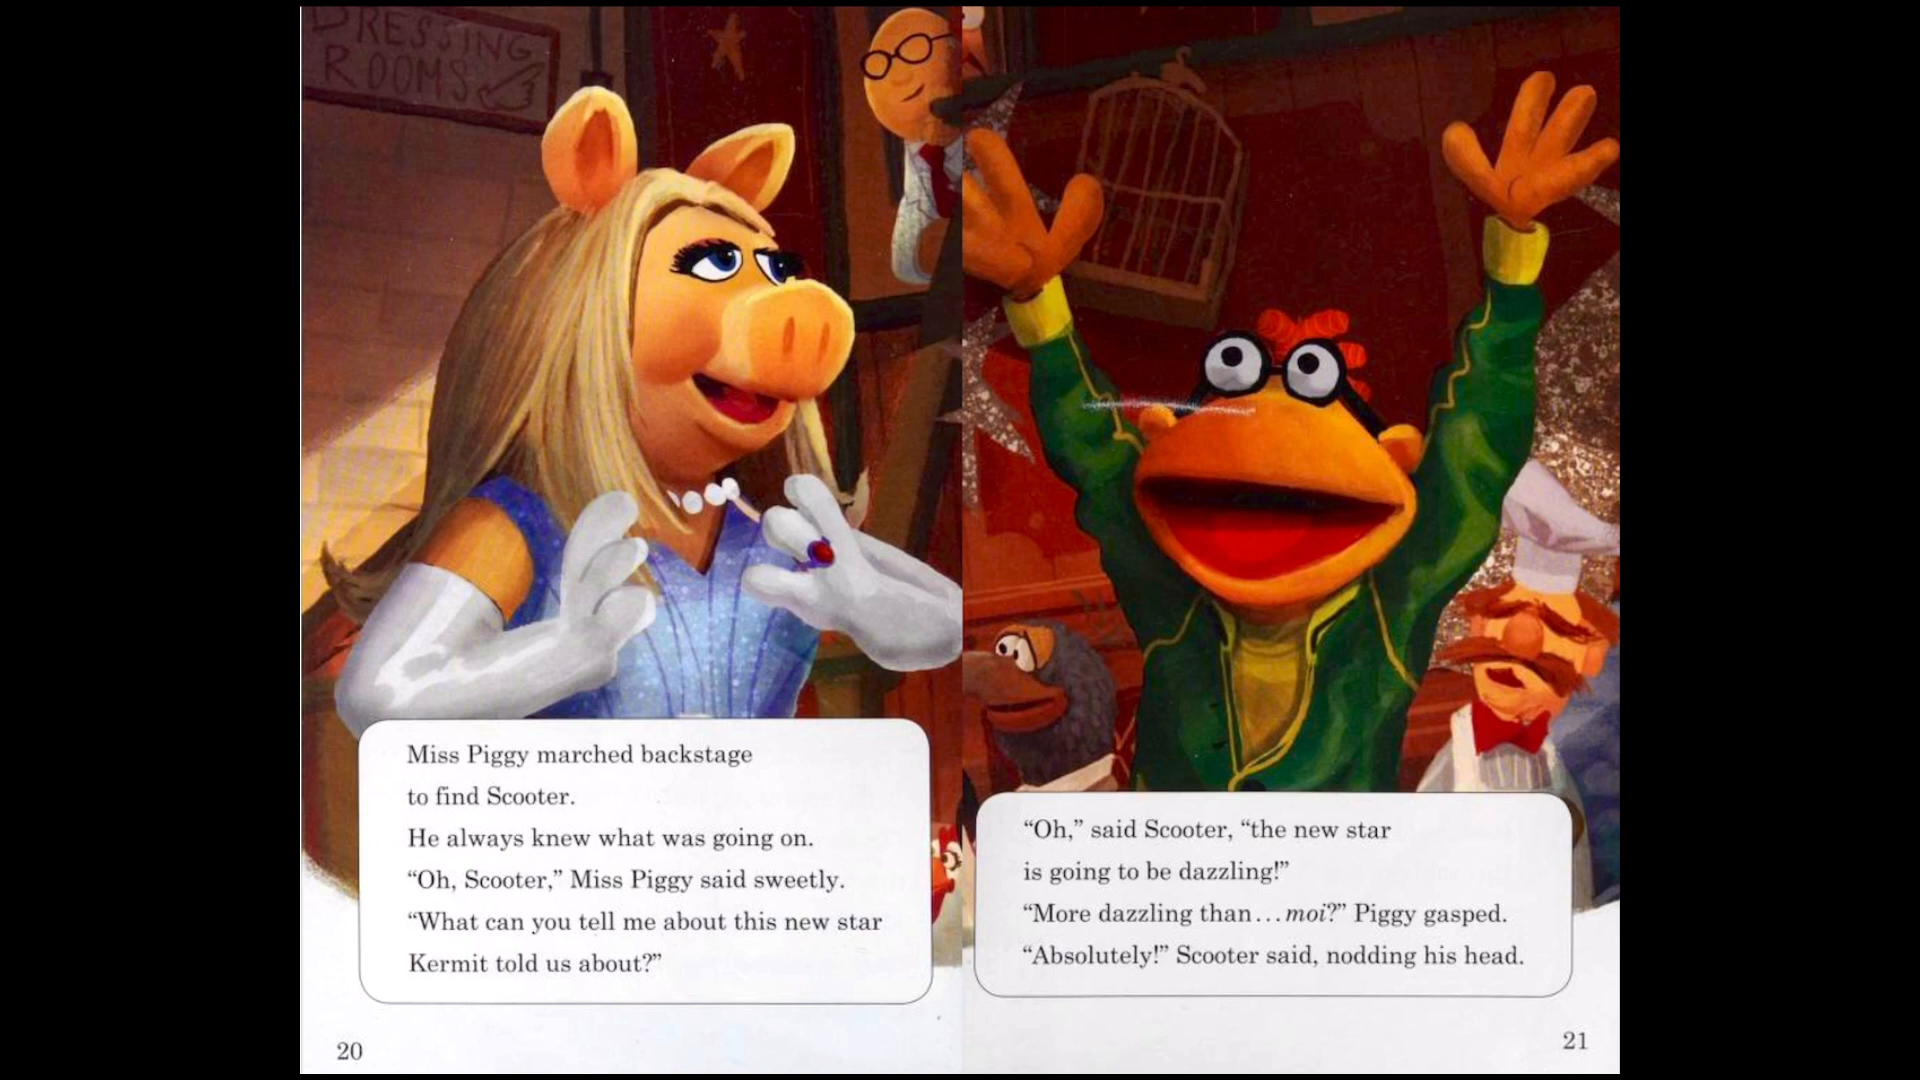 DRESSING
ROOMS
Miss Piggy marched backstage
to find Scooter.
He always knew what was going on.
“Oh, Scooter,” Miss Piggy said sweetly.
“What can you tell me about this new star
Kermit told us about?”
20
“Oh,” said Scooter, “the new star
is going to be dazzling!”
“More dazzling than...moi?” Piggy gasped.
“Absolutely!” Scooter said, nodding his head.
21